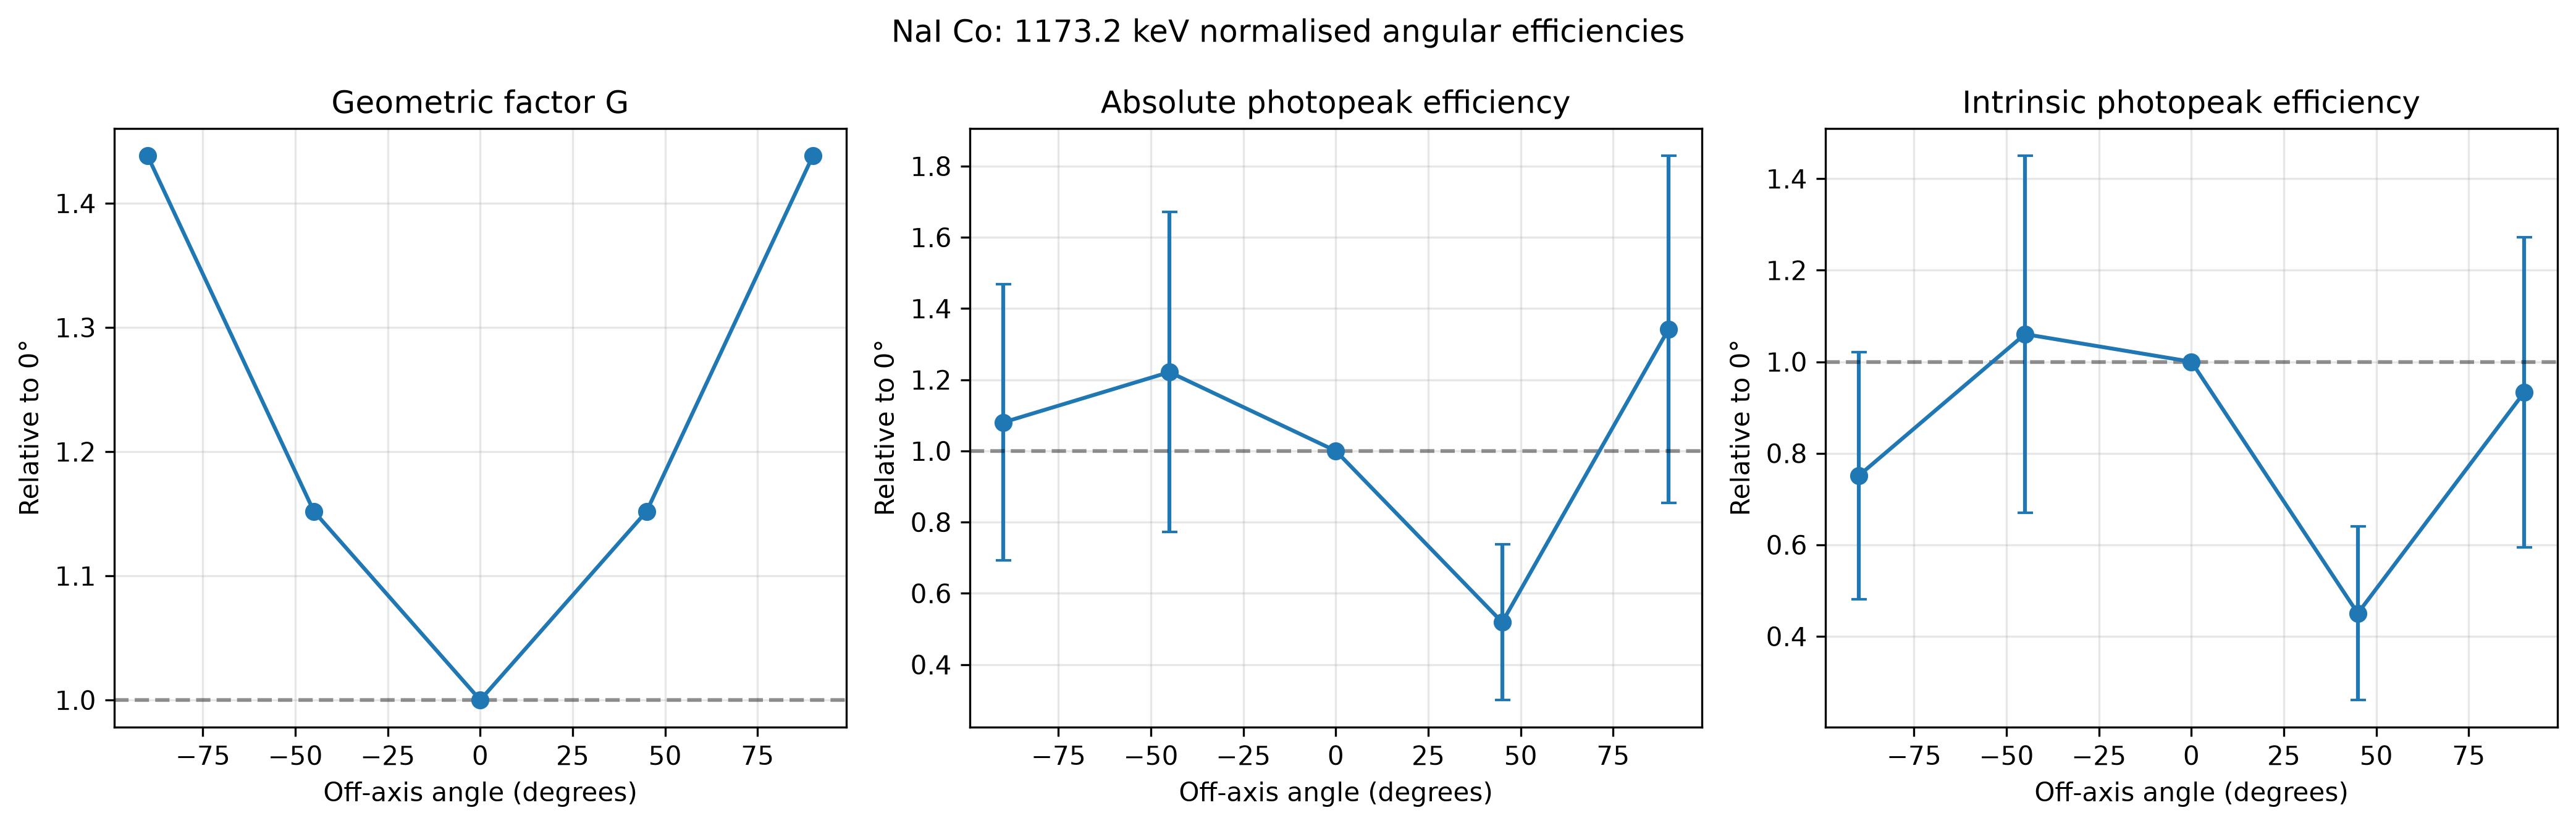 NaI Co: 1173.2 keV normalised angular efficiencies
Geometric factor G
Relative to 0°
1.4
1.3
1.2
1.1
1.0
−75 −50 −25 0 25 50 75
Off-axis angle (degrees)
Absolute photopeak efficiency
Relative to 0°
1.8
1.6
1.4
1.2
1.0
0.8
0.6
0.4
−75 −50 −25 0 25 50 75
Off-axis angle (degrees)
Intrinsic photopeak efficiency
Relative to 0°
1.4
1.2
1.0
0.8
0.6
0.4
−75 −50 −25 0 25 50 75
Off-axis angle (degrees)